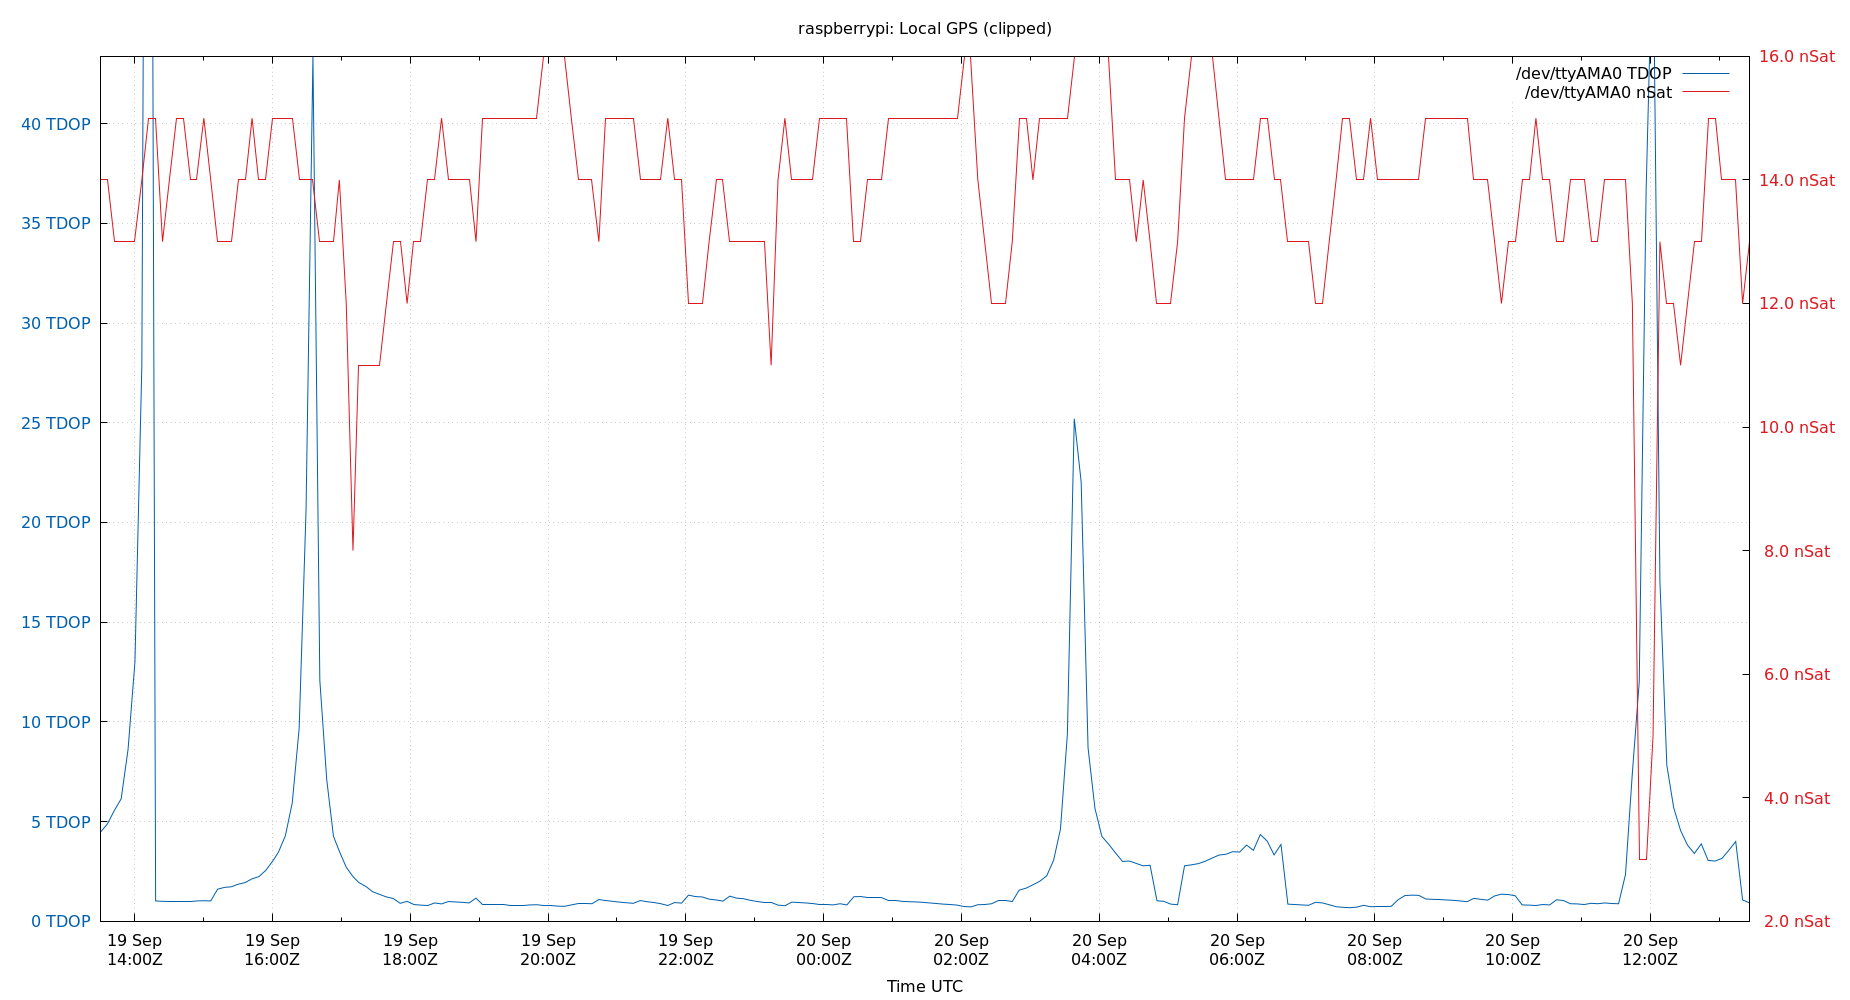 raspberrypi: Local GPS (clipped)
16.0 nSat
/dev/ttyAMA0 TDOP
/dev/ttyAMA0 nSat
40 TDOP
14.0 nSat
35 TDOP
30 TDOP
12.0 nSat
25 TDOP
10.0 nSat
20 TDOP
8.0 nSat
15 TDOP
6.0 nSat
10 TDOP
4.0 nSat
5 TDOP
0 TDOP
2.0 nSat
19 Sep
14:00Z
19 Sep
16:00Z
19 Sep
18:00Z
19 Sep
20:00Z
19 Sep
22:00Z
20 Sep
00:00Z
20 Sep
02:00Z
20 Sep
04:00Z
20 Sep
06:00Z
20 Sep
08:00Z
20 Sep
10:00Z
20 Sep
12:00Z
Time UTC